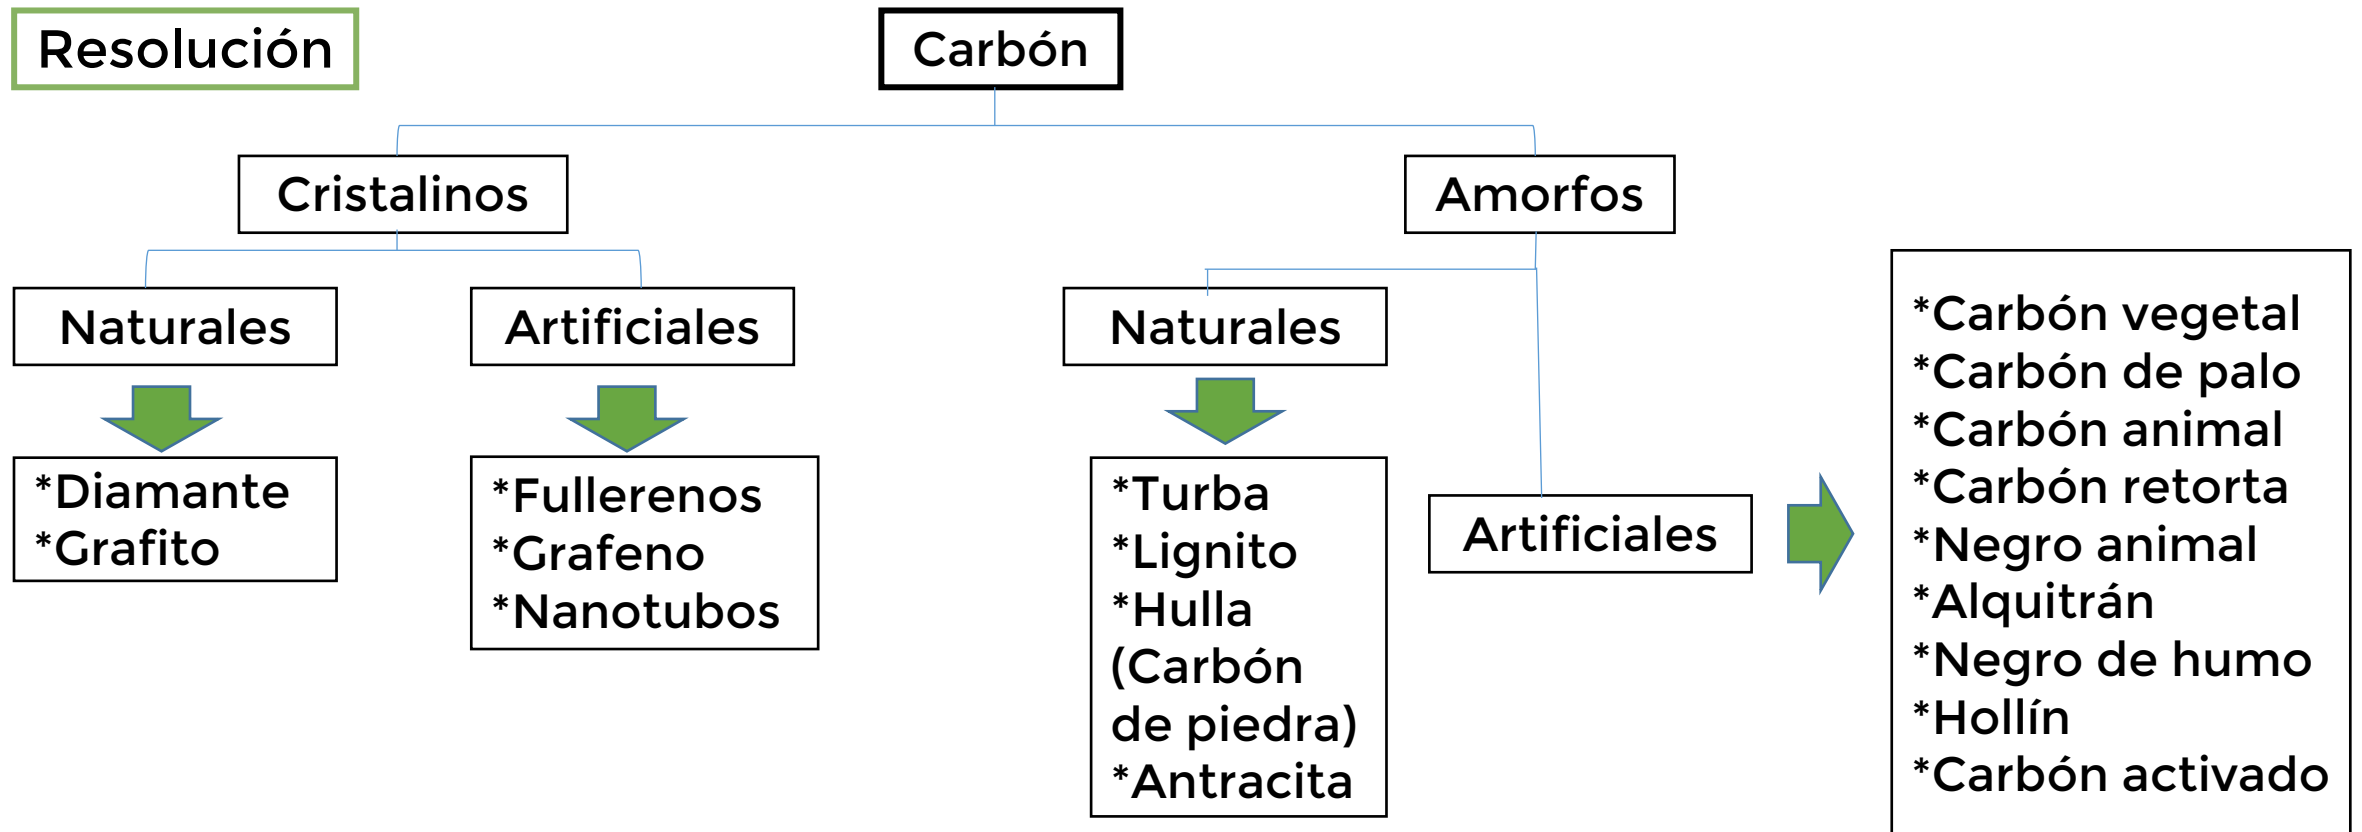 Resolución
Carbón
Cristalinos
Amorfos
Naturales
Artificiales
Naturales
*Diamante
*Grafito
*Fullerenos
*Grafeno
*Nanotubos
*Turba
*Lignito
*Hulla
(Carbón
de piedra)
*Antracita
Artificiales
*Carbón vegetal
*Carbón de palo
*Carbón animal
*Carbón retorta
*Negro animal
*Alquitrán
*Negro de humo
*Hollín
*Carbón activado